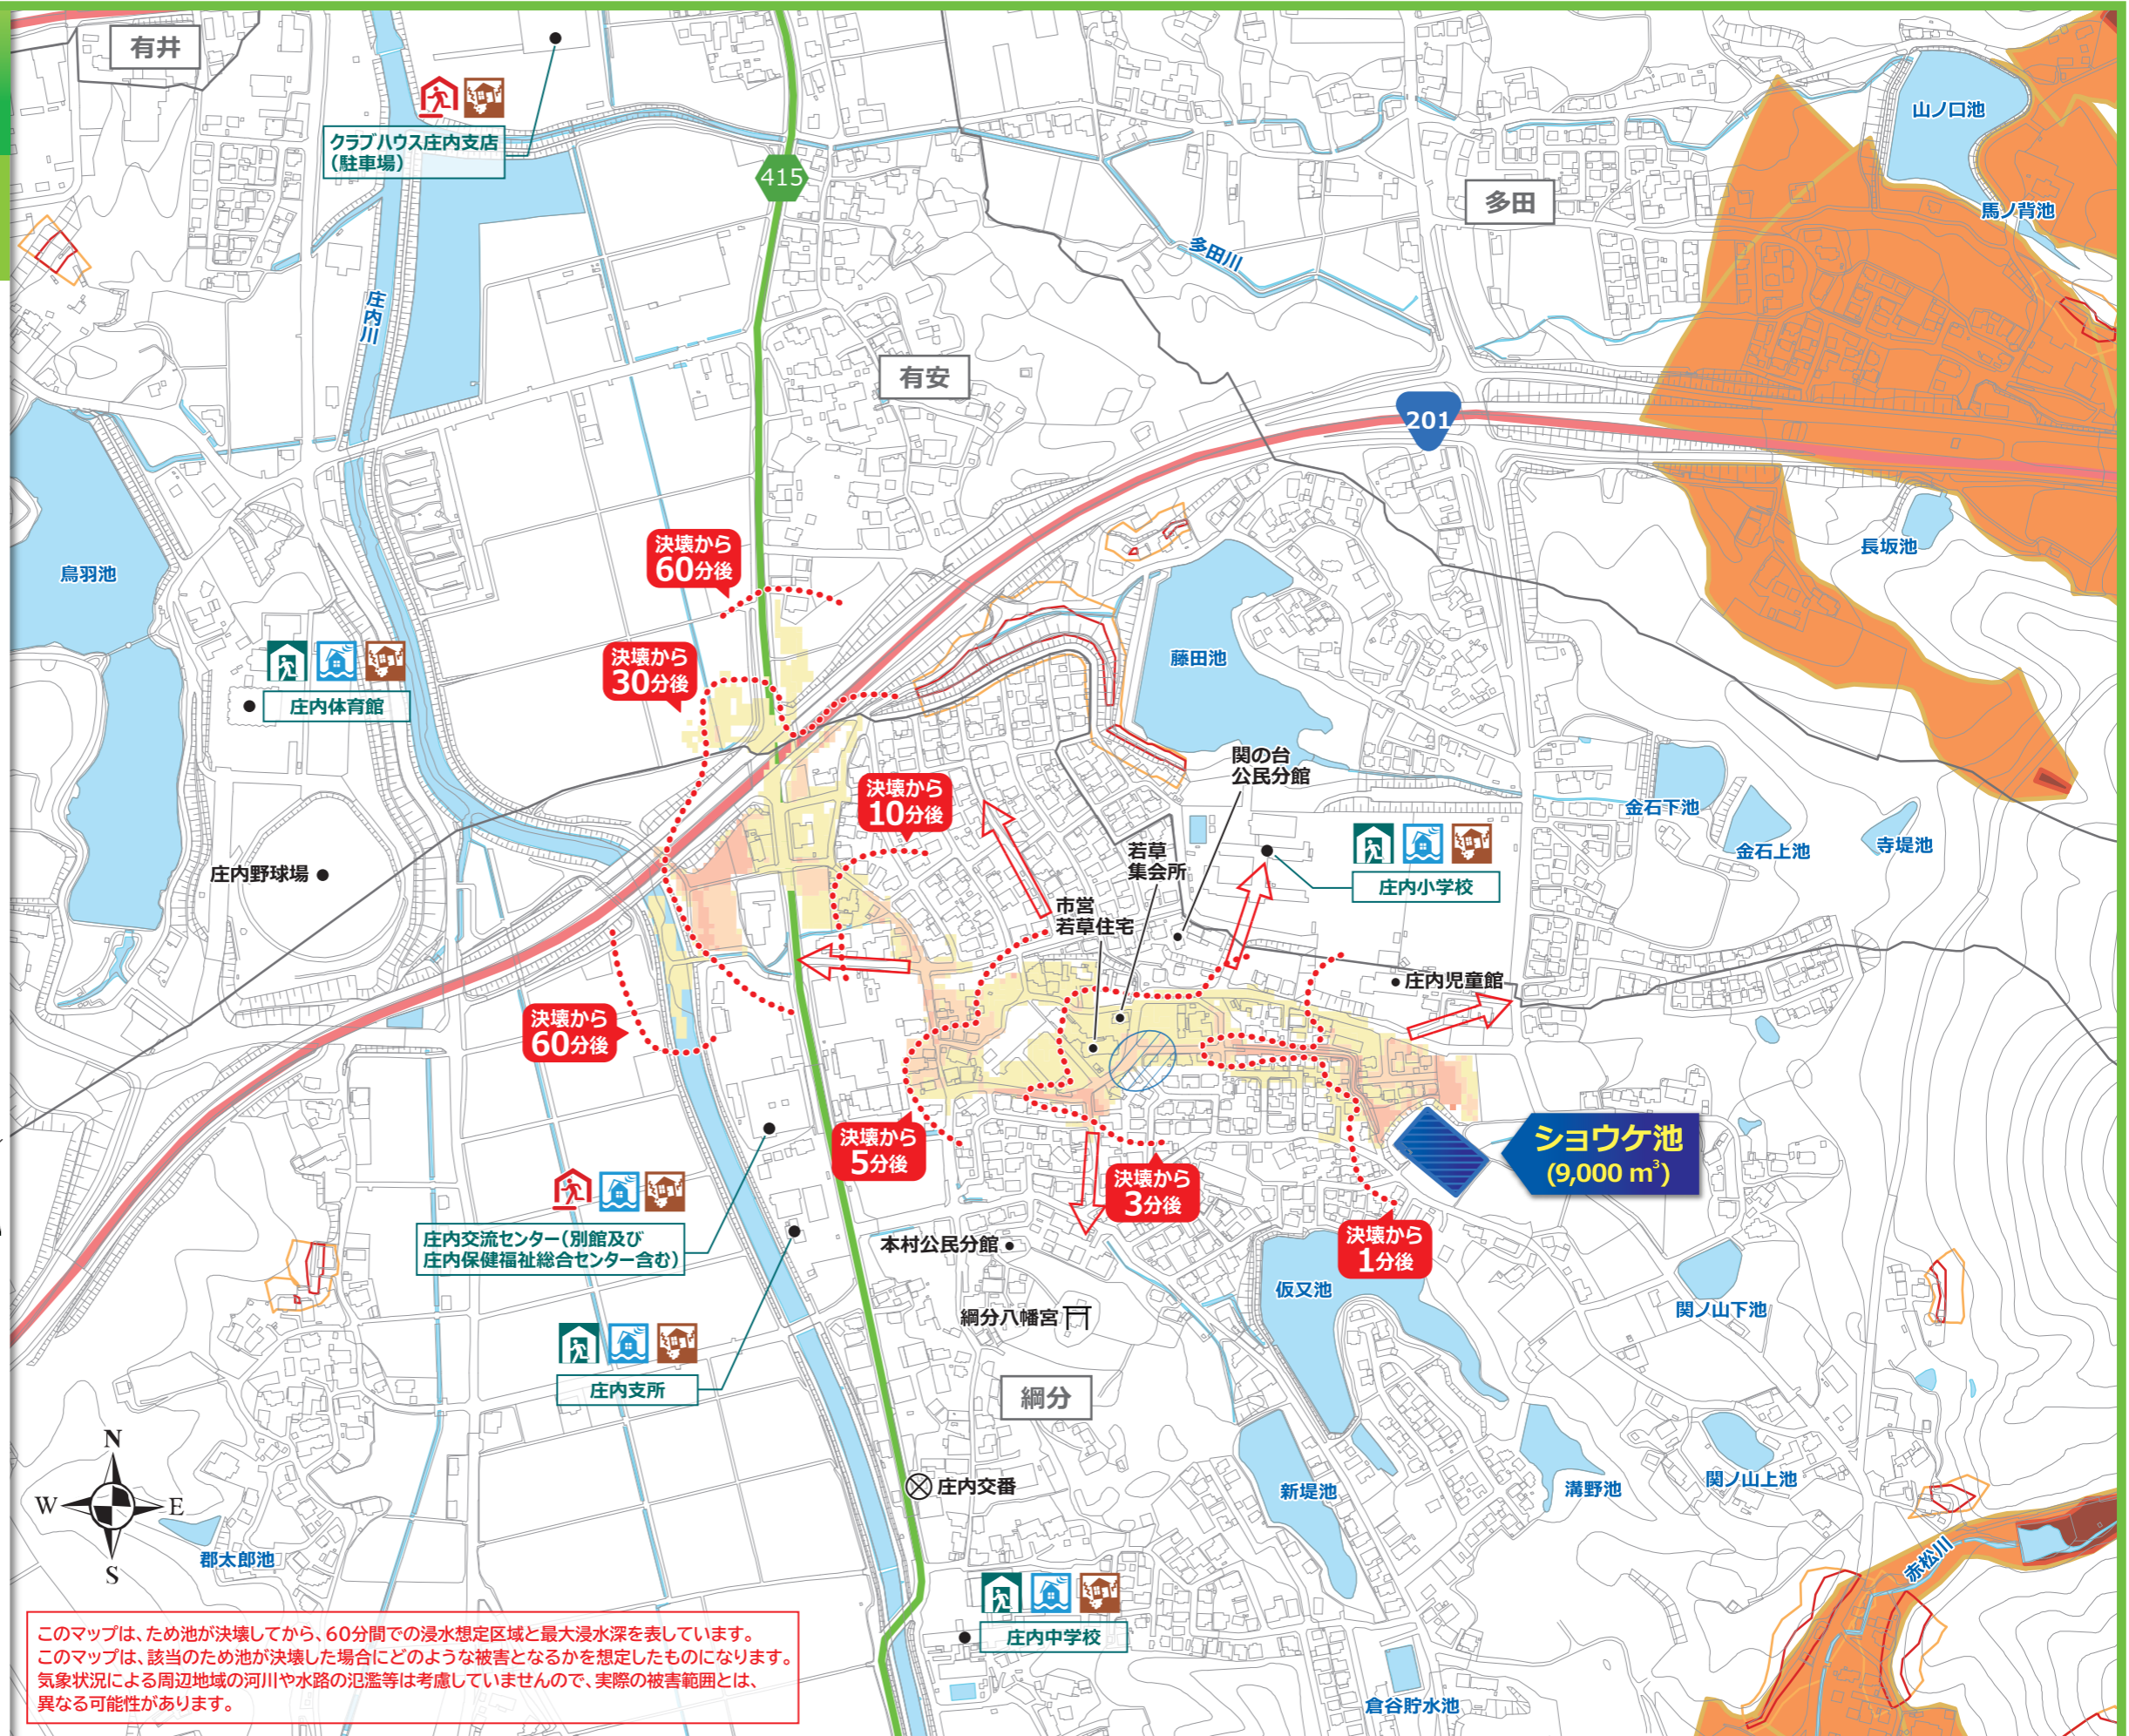 有井
クラブハウス庄内支店
(駐車場)
415
山ノ口池
多田
馬ノ背池
多田川
庄内川
有安
201
長坂池
決壊から
60分後
鳥羽池
決壊から
30分後
藤田池
庄内体育館
関の台
公民分館
決壊から
10分後
金石下池
金石上池
寺堤池
若草
集会所
庄内野球場
庄内小学校
市営
若草住宅
庄内児童館
決壊から
60分後
決壊から
5分後
ショウケ池
(9,000 m³)
決壊から
3分後
決壊から
1分後
庄内交流センター(別館及び
庄内保健福祉総合センター含む)
本村公民分館
仮又池
関ノ山下池
綱分八幡宮
庄内支所
綱分
N
W
E
S
庄内交番
新堤池
溝野池
関ノ山上池
郡太郎池
赤松川
庄内中学校
倉谷貯水池
このマップは、ため池が決壊してから、60分間での浸水想定区域と最大浸水深を表しています。
このマップは、該当のため池が決壊した場合にどのような被害となるかを想定したものになります。
気象状況による周辺地域の河川や水路の氾濫等は考慮していませんので、実際の被害範囲とは、
異なる可能性があります。